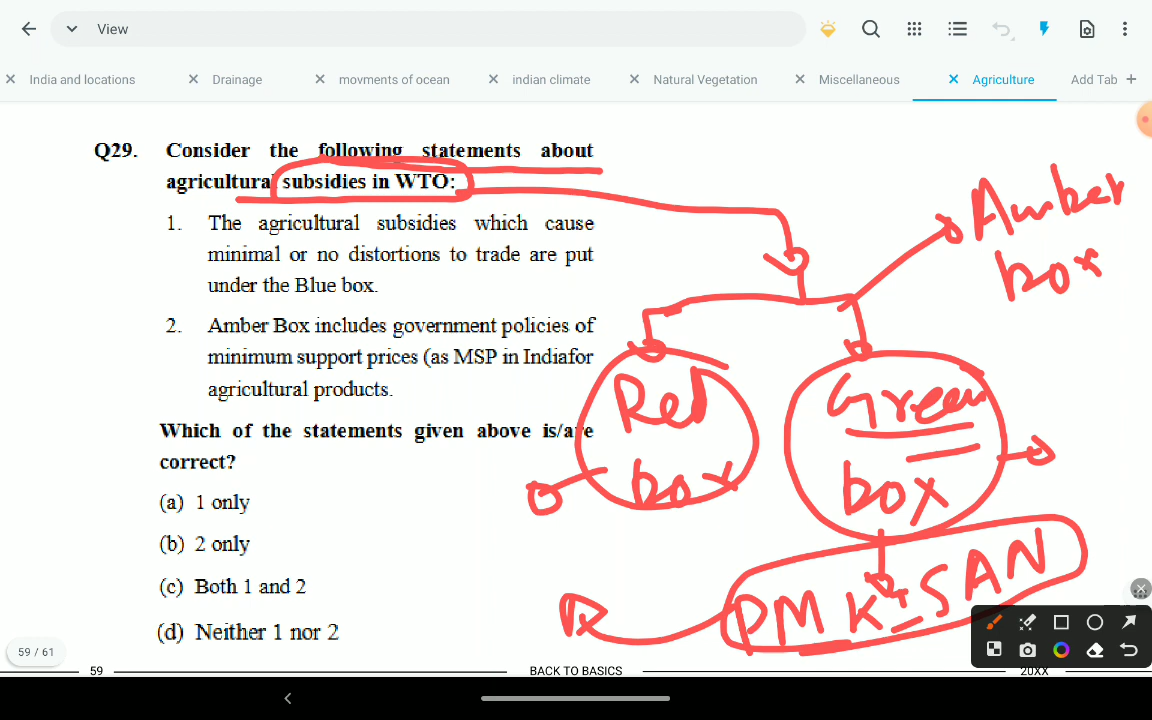 View
India and locations
Drainage
movments of ocean
indian climate
Natural Vegetation
Miscellaneous
Agriculture
Add Tab +
Q29. Consider the following statements about
agricultural subsidies in WTO:
1. The agricultural subsidies which cause
minimal or no distortions to trade are put
under the Blue box.
2. Amber Box includes government policies of
minimum support prices (as MSP in Indiafor
agricultural products.
Which of the statements given above is/are
correct?
(a) 1 only
(b) 2 only
(c) Both 1 and 2
(d) Neither 1 nor 2
Amber
box
Red
box
Green
box
PM KISAN
59 / 61
59
BACK TO BASICS
20XX